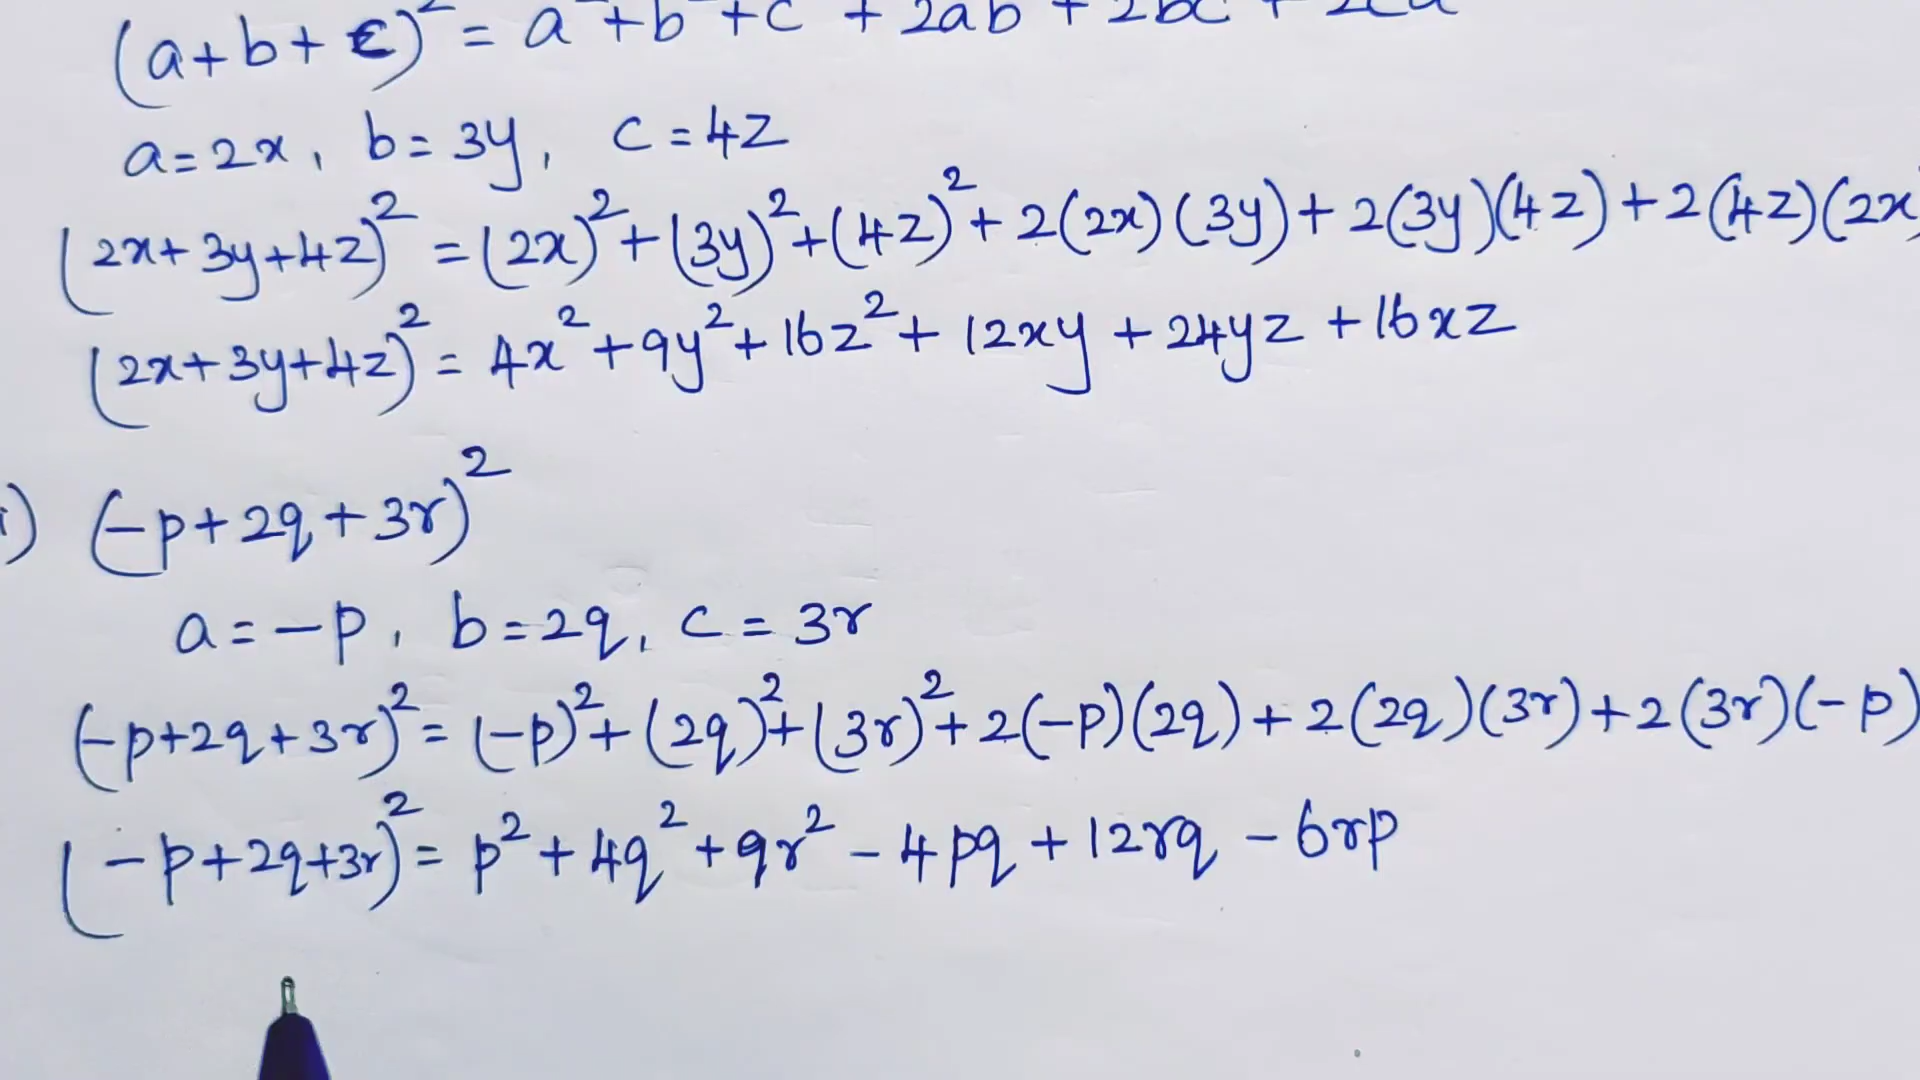 (a+b+c)² = a²+b²+c² + 2ab + 2bc + 2ca
a=2x, b=3y, c=4z
(2x+3y+4z)² = (2x)²+(3y)²+(4z)²+2(2x)(3y)+2(3y)(4z)+2(4z)(2x)
(2x+3y+4z)² = 4x²+9y²+16z²+12xy+24yz+16xz
i) (-p+2q+3r)²
a=-p, b=2q, c=3r
(-p+2q+3r)² = (-p)²+(2q)²+(3r)²+2(-p)(2q)+2(2q)(3r)+2(3r)(-p)
(-p+2q+3r)² = p²+4q²+9r²-4pq+12rq-6rp